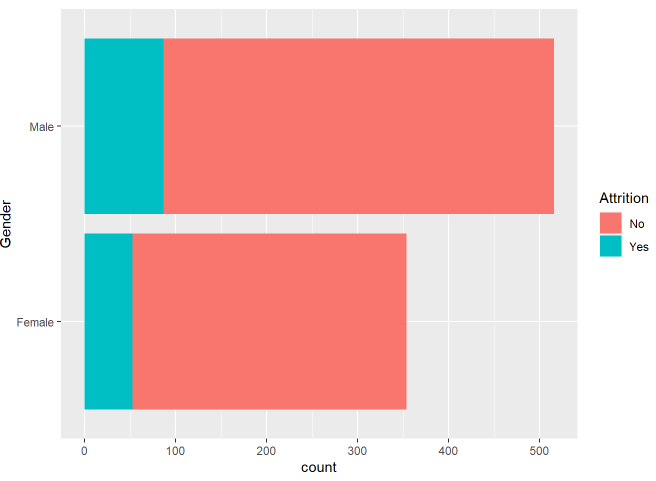 Gender
Male
Female
0 100 200 300 400 500
count
Attrition
No
Yes